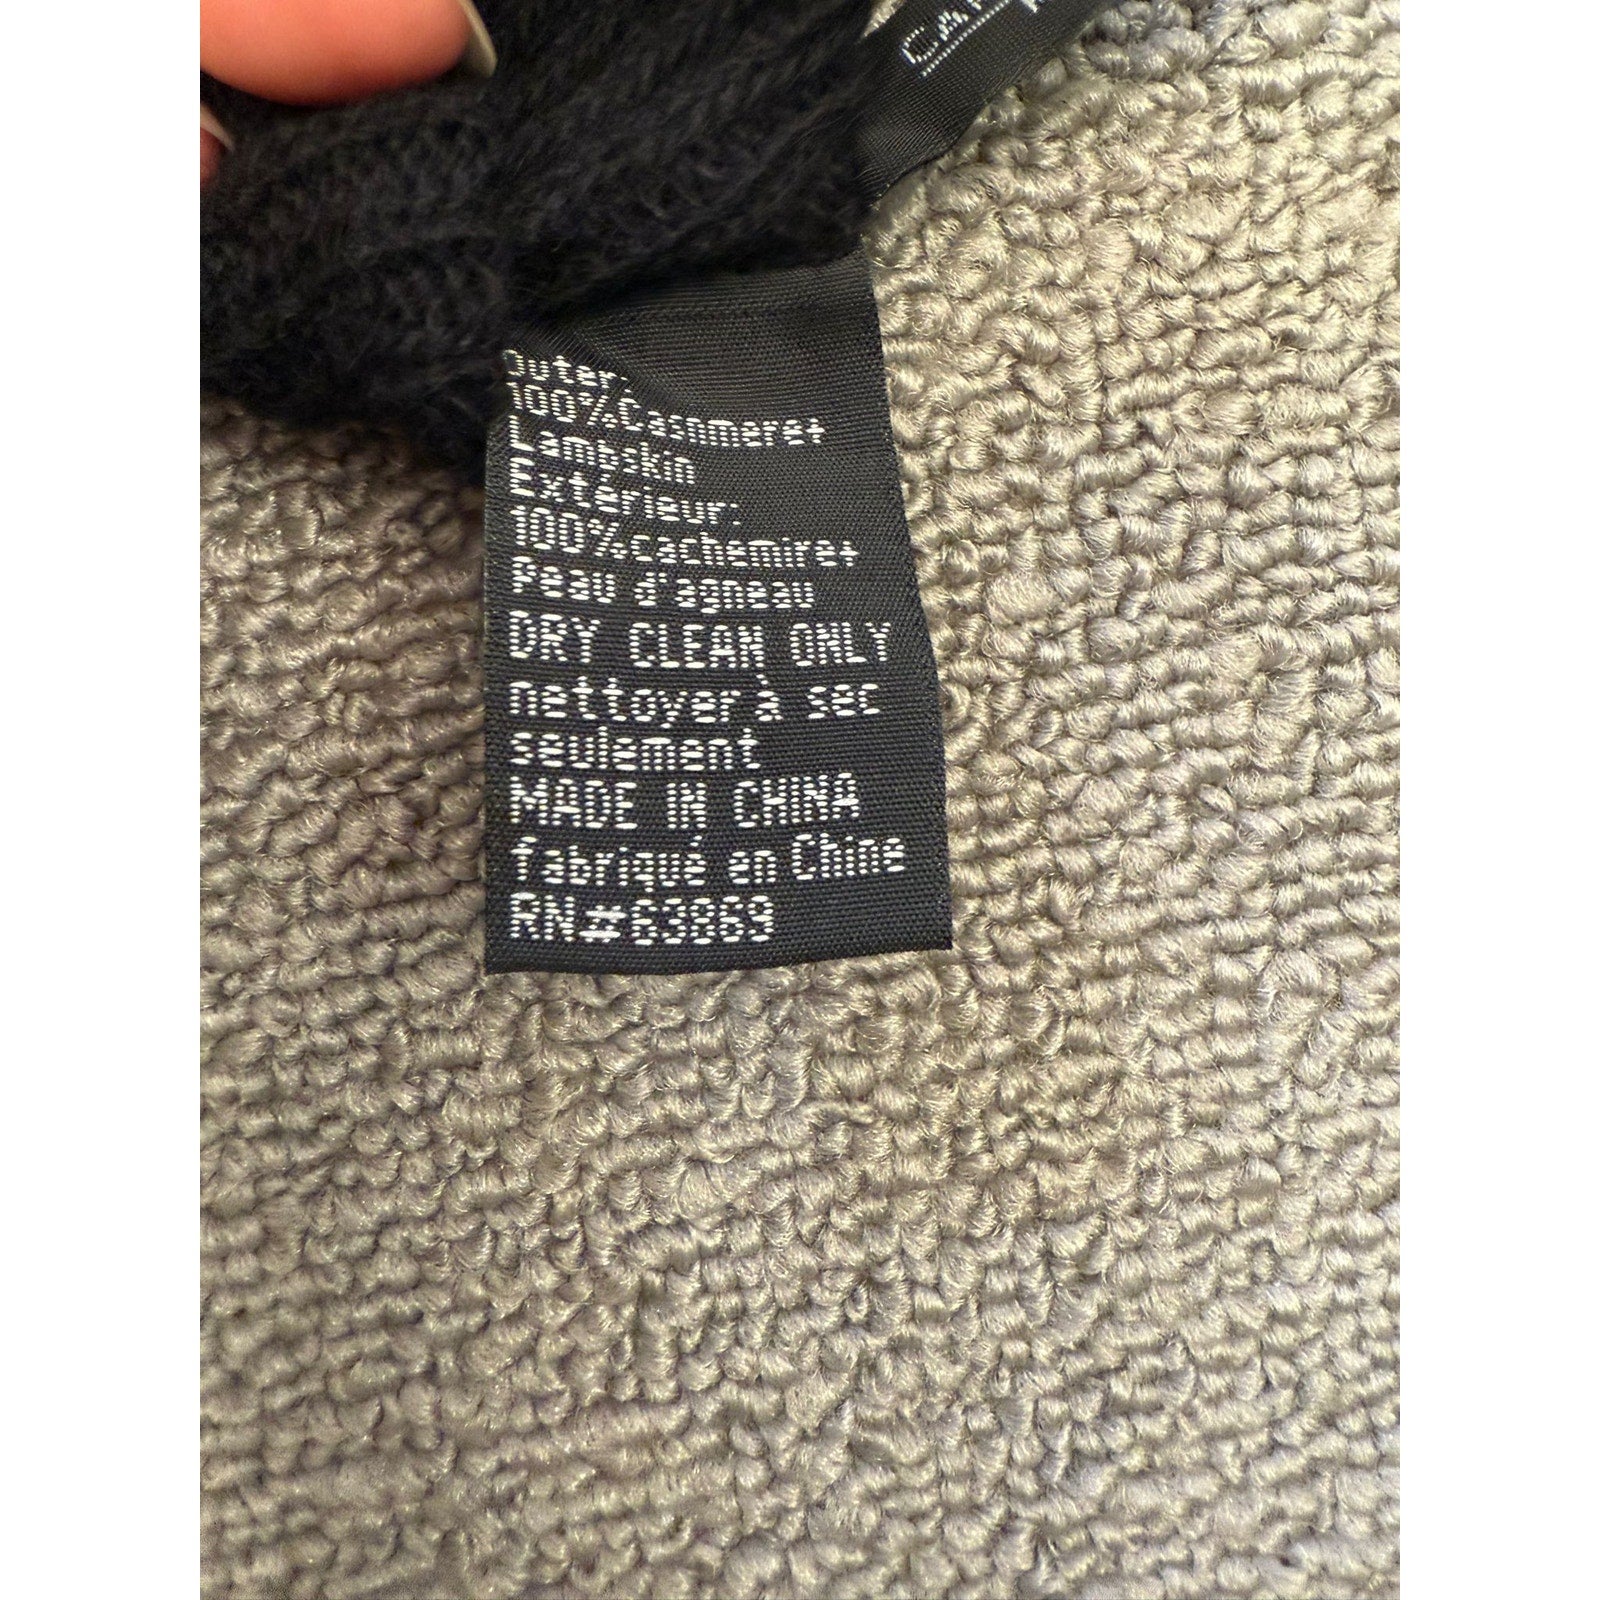 Outer:
100%Cashmere+
Lambskin
Extérieur:
100%cachemire+
Peau d'agneau
DRY CLEAN ONLY
nettoyer à sec
seulement
MADE IN CHINA
fabriqué en Chine
RN#63869